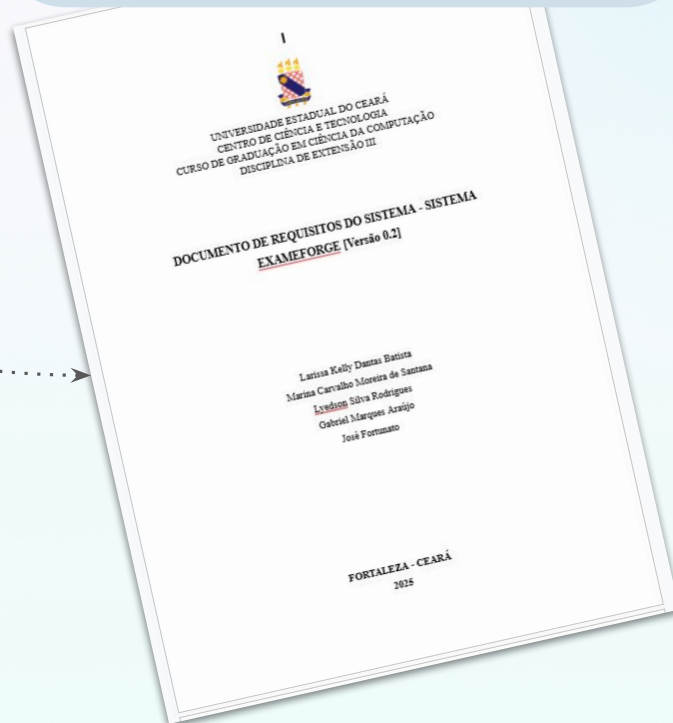 UNIVERSIDADE ESTADUAL DO CEARÁ
CENTRO DE CIÊNCIA E TECNOLOGIA
CURSO DE GRADUAÇÃO EM CIÊNCIA DA COMPUTAÇÃO
DISCIPLINA DE EXTENSÃO III
DOCUMENTO DE REQUISITOS DO SISTEMA - SISTEMA
EXAMEFORGE [Versão 0.2]
Larissa Kelly Dantas Batista
Marina Carvalho Moreira de Santana
Lyedson Silva Rodrigues
Gabriel Marques Araújo
José Fortunato
FORTALEZA - CEARÁ
2025